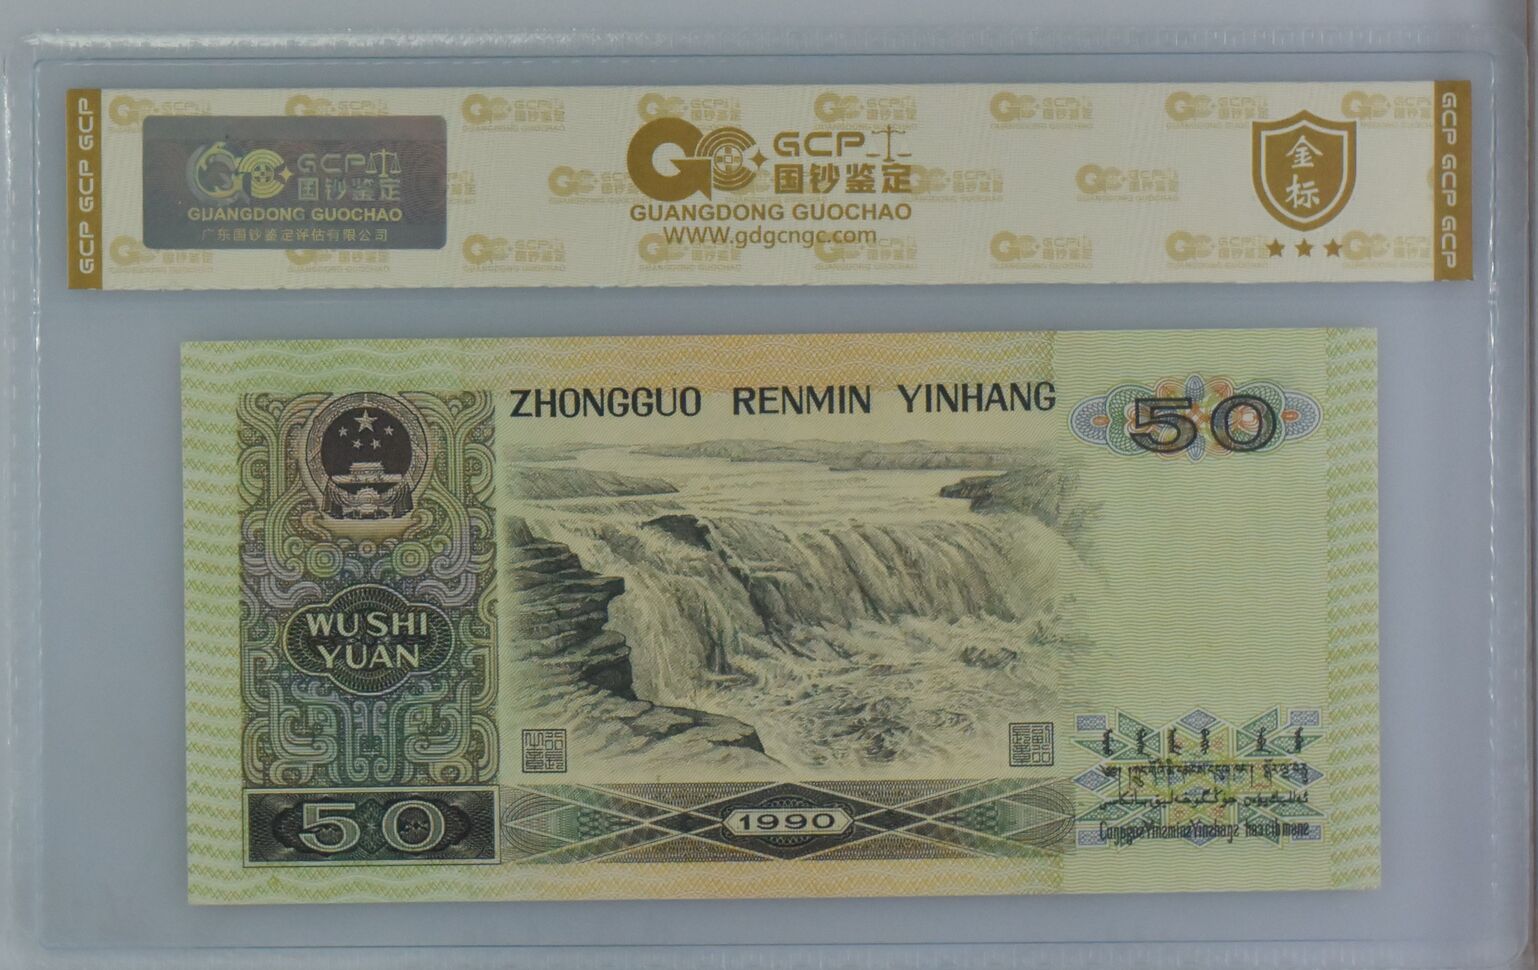 GCP GCP GCP
GCP
国钞鉴定
GUANGDONG GUOCHAO
广东国钞鉴定评估有限公司
GCP
国钞鉴定
GUANGDONG GUOCHAO
WWW.gdgcngc.com
金
标
GCP GCP GCP
ZHONGGUO RENMIN YINHANG
50
WU SHI
YUAN
50
1990